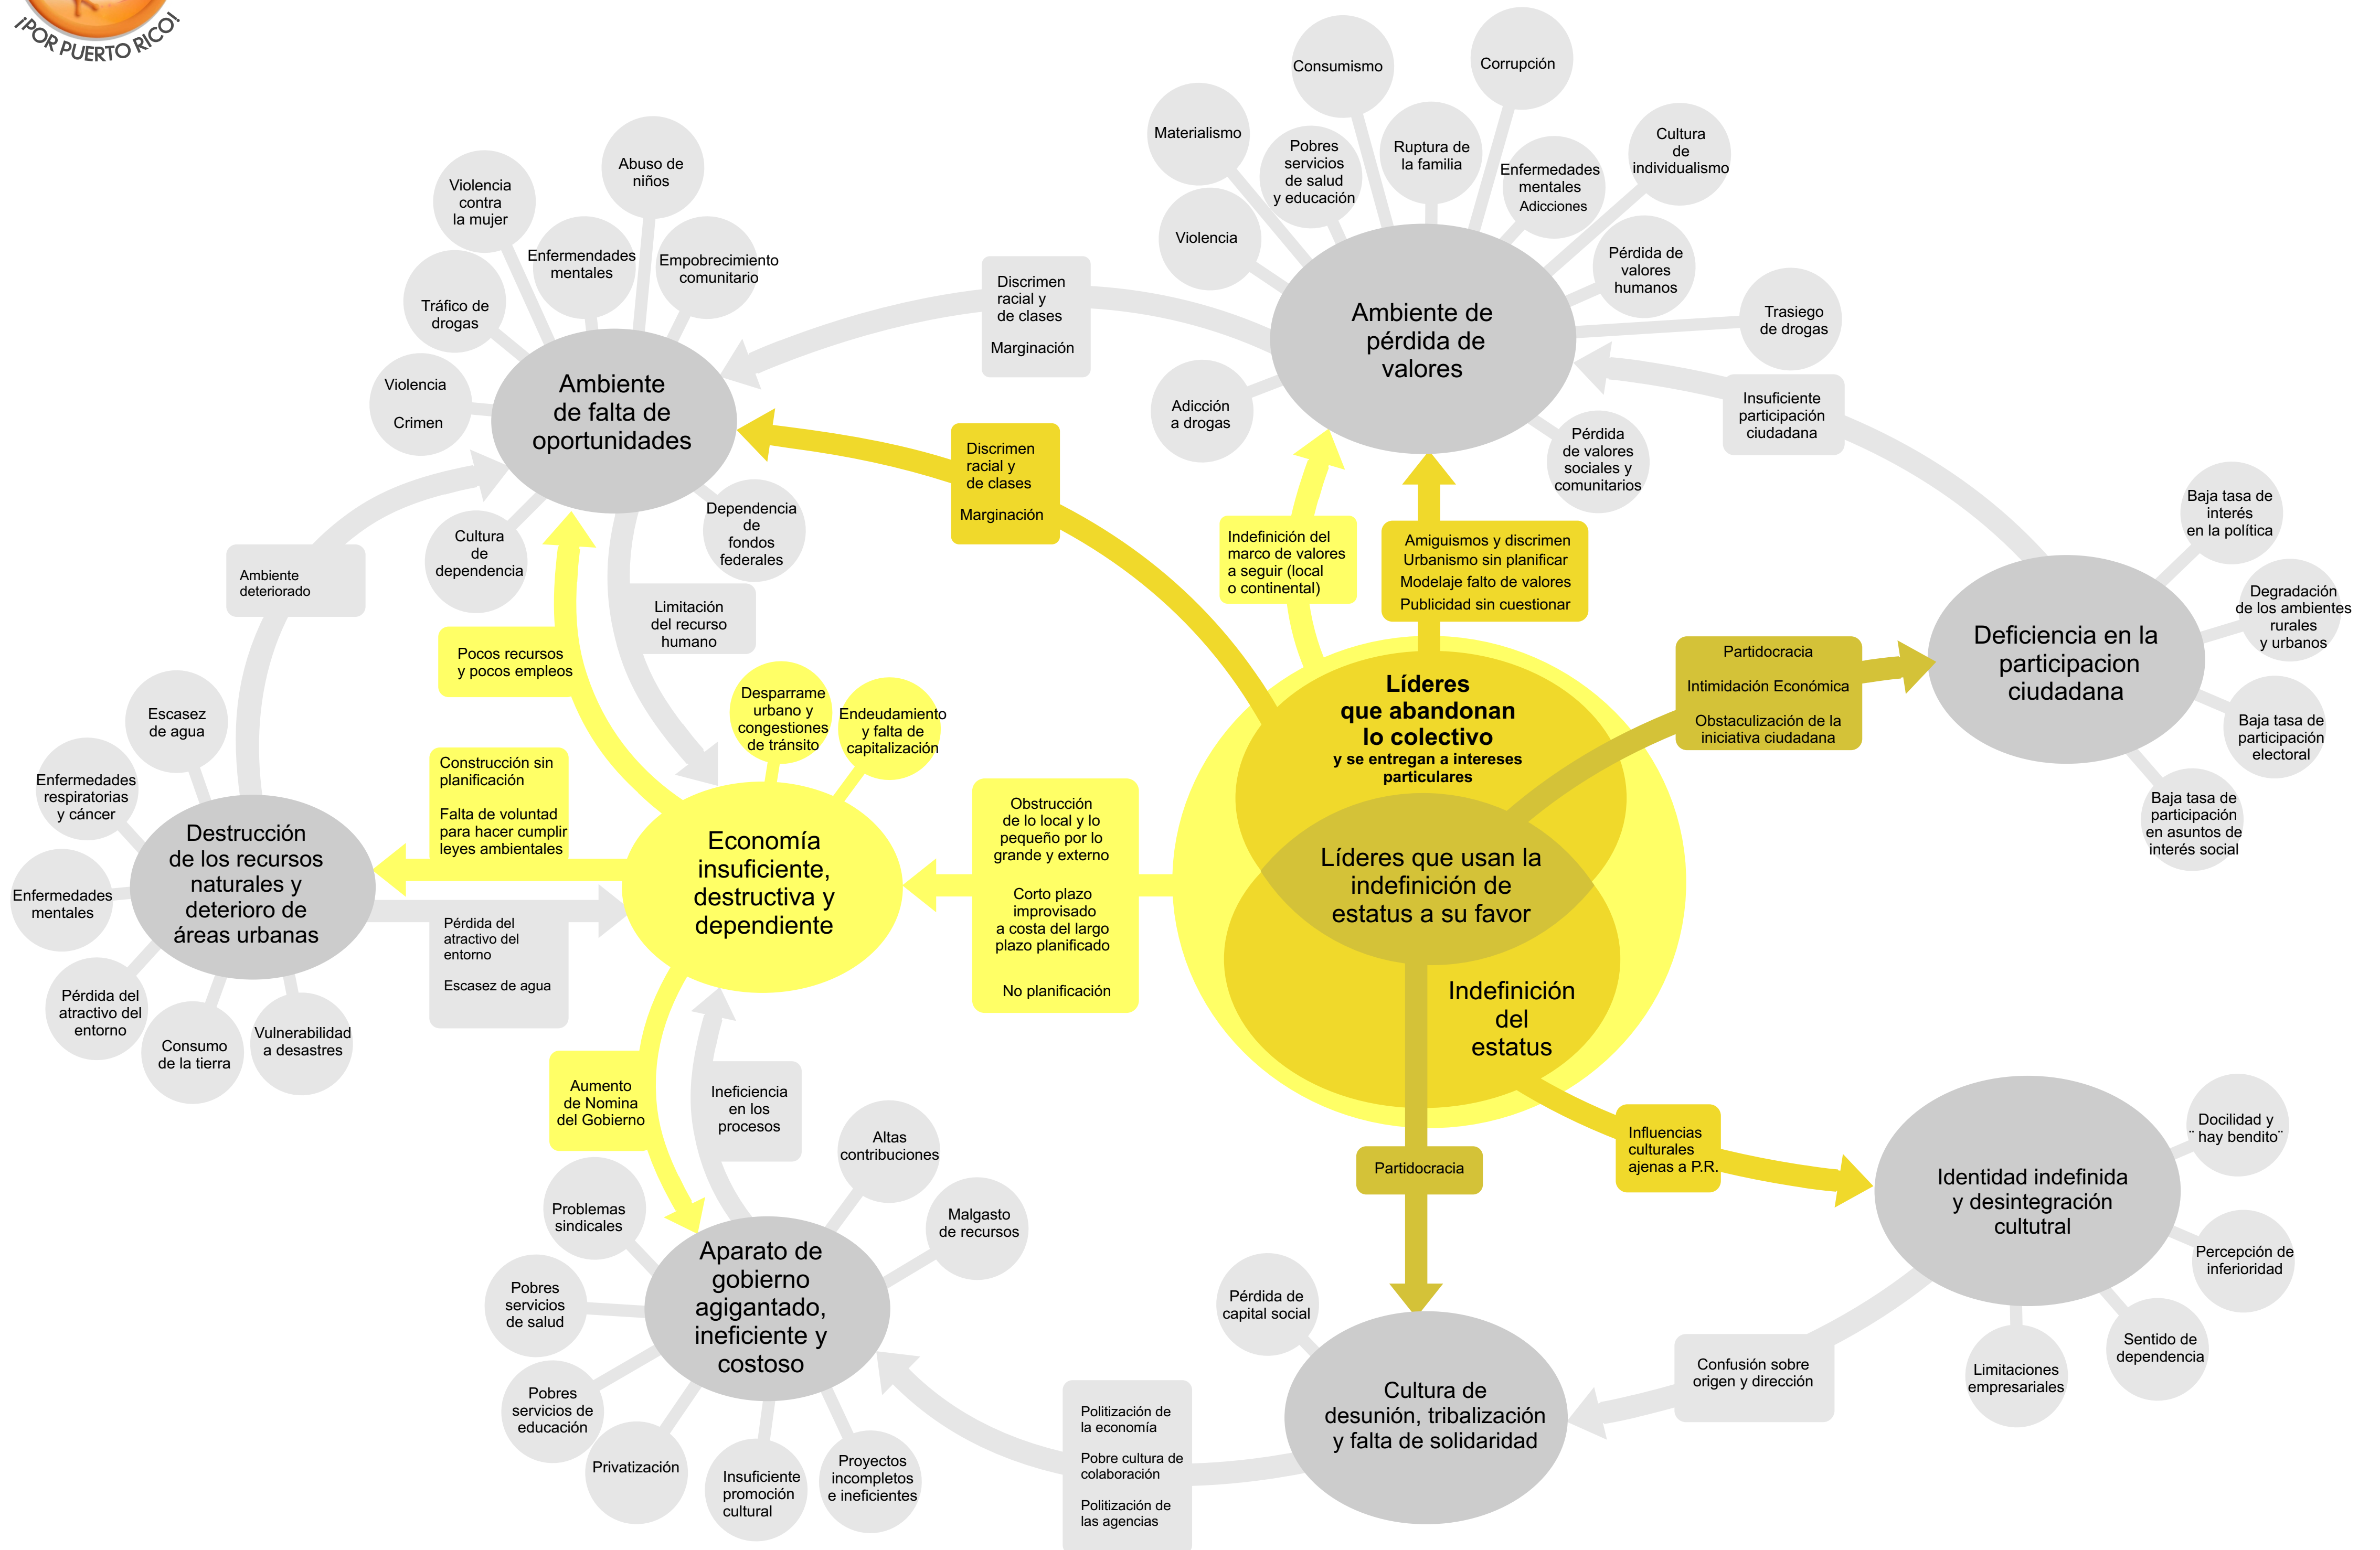 ¡POR PUERTO RICO!
Consumismo
Corrupción
Materialismo
Pobres
servicios
de salud
y educación
Ruptura de
la familia
Enfermedades
mentales
Adicciones
Cultura
de
individualismo
Violencia
Pérdida de
valores
humanos
Trasiego
de drogas
Ambiente de
pérdida de
valores
Adicción
a drogas
Pérdida
de valores
sociales y
comunitarios
Insuficiente
participación
ciudadana
Abuso de
niños
Violencia
contra
la mujer
Enfermendades
mentales
Empobrecimiento
comunitario
Tráfico de
drogas
Violencia
Crimen
Ambiente
de falta de
oportunidades
Cultura
de
dependencia
Dependencia
de
fondos
federales
Discrimen
racial y
de clases
Marginación
Discrimen
racial y
de clases
Marginación
Indefinición del
marco de valores
a seguir (local
o continental)
Amiguismos y discrimen
Urbanismo sin planificar
Modelaje falto de valores
Publicidad sin cuestionar
Baja tasa de
interés
en la política
Degradación
de los ambientes
rurales
y urbanos
Deficiencia en la
participacion
ciudadana
Baja tasa de
participación
electoral
Baja tasa de
participación
en asuntos de
interés social
Partidocracia
Intimidación Económica
Obstaculización de la
iniciativa ciudadana
Ambiente
deteriorado
Limitación
del recurso
humano
Pocos recursos
y pocos empleos
Desparrame
urbano y
congestiones
de tránsito
Endeudamiento
y falta de
capitalización
Líderes
que abandonan
lo colectivo
y se entregan a intereses
particulares
Líderes que usan la
indefinición de
estatus a su favor
Indefinición
del
estatus
Escasez
de agua
Enfermedades
respiratorias
y cáncer
Enfermedades
mentales
Destrucción
de los recursos
naturales y
deterioro de
áreas urbanas
Pérdida del
atractivo del
entorno
Consumo
de la tierra
Vulnerabilidad
a desastres
Construcción sin
planificación
Falta de voluntad
para hacer cumplir
leyes ambientales
Pérdida del
atractivo del
entorno
Escasez de agua
Economía
insuficiente,
destructiva y
dependiente
Obstrucción
de lo local y lo
pequeño por lo
grande y externo
Corto plazo
improvisado
a costa del largo
plazo planificado
No planificación
Aumento
de Nomina
del Gobierno
Ineficiencia
en los
procesos
Altas
contribuciones
Malgasto
de recursos
Problemas
sindicales
Pobres
servicios
de salud
Pobres
servicios de
educación
Privatización
Insuficiente
promoción
cultural
Proyectos
incompletos
e ineficientes
Aparato de
gobierno
agigantado,
ineficiente y
costoso
Partidocracia
Influencias
culturales
ajenas a P.R.
Docilidad y
¨ hay bendito¨
Identidad indefinida
y desintegración
cultutral
Percepción de
inferioridad
Sentido de
dependencia
Limitaciones
empresariales
Confusión sobre
origen y dirección
Pérdida de
capital social
Cultura de
desunión, tribalización
y falta de solidaridad
Politización de
la economía
Pobre cultura de
colaboración
Politización de
las agencias